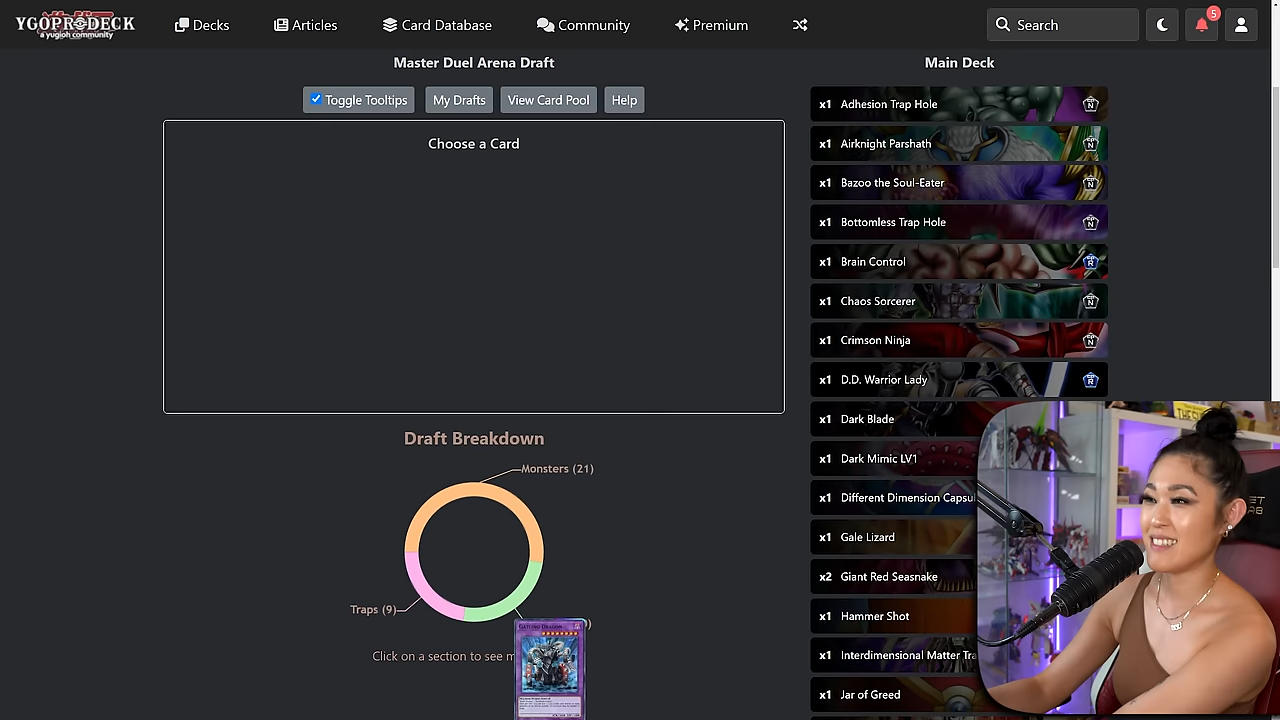 YGOPRODECK
a yugioh community
Decks
Articles
Card Database
Community
Premium
Search
5
Master Duel Arena Draft
Toggle Tooltips
My Drafts
View Card Pool
Help
Choose a Card
Draft Breakdown
Monsters (21)
Traps (9)
Click on a section to see m
Gatling Dragon
Main Deck
x1 Adhesion Trap Hole N
x1 Airknight Parshath N
x1 Bazoo the Soul-Eater N
x1 Bottomless Trap Hole N
x1 Brain Control R
x1 Chaos Sorcerer N
x1 Crimson Ninja N
x1 D.D. Warrior Lady R
x1 Dark Blade
x1 Dark Mimic LV1
x1 Different Dimension Capsu
x1 Gale Lizard
x2 Giant Red Seasnake
x1 Hammer Shot
x1 Interdimensional Matter Tra
x1 Jar of Greed